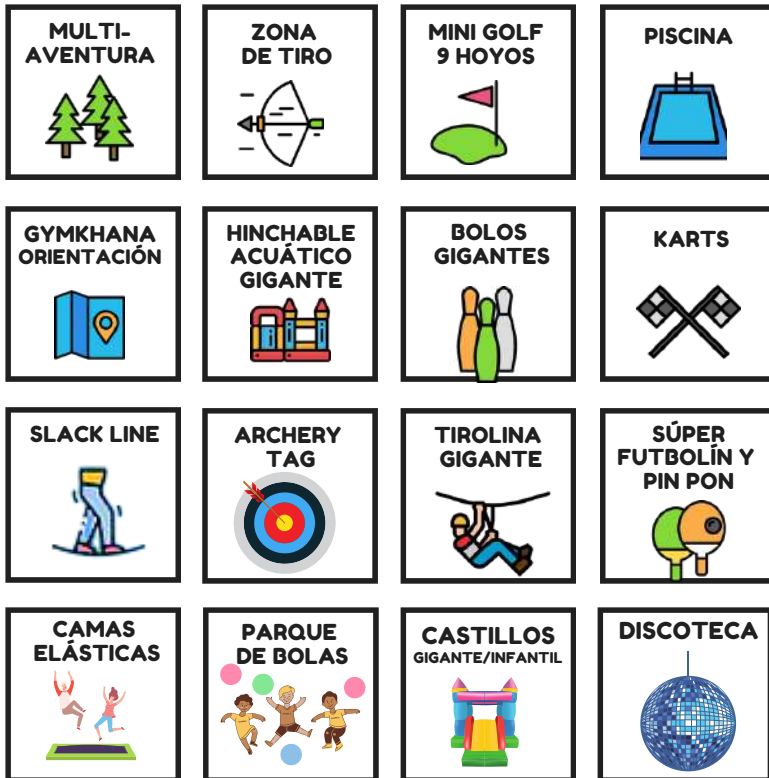 MULTI-
AVENTURA
ZONA
DE TIRO
MINI GOLF
9 HOYOS
PISCINA
GYMKHANA
ORIENTACIÓN
HINCHABLE
ACUÁTICO
GIGANTE
BOLOS
GIGANTES
KARTS
SLACK LINE
ARCHERY
TAG
TIROLINA
GIGANTE
SÚPER
FUTBOLÍN Y
PIN PON
CAMAS
ELÁSTICAS
PARQUE
DE BOLAS
CASTILLOS
GIGANTE/INFANTIL
DISCOTECA